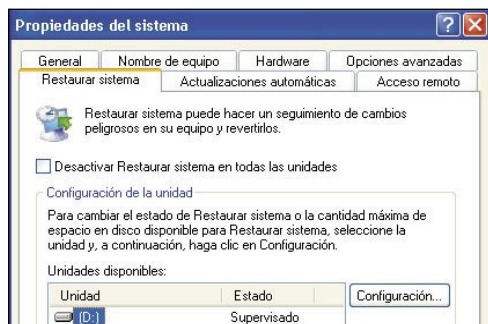 Propiedades del sistema
General Nombre de equipo Hardware Opciones avanzadas
Restaurar sistema Actualizaciones automáticas Acceso remoto
Restaurar sistema puede hacer un seguimiento de cambios
peligrosos en su equipo y revertirlos.
Desactivar Restaurar sistema en todas las unidades
Configuración de la unidad
Para cambiar el estado de Restaurar sistema o la cantidad máxima de
espacio en disco disponible para Restaurar sistema, seleccione la
unidad y, a continuación, haga clic en Configuración.
Unidades disponibles:
Unidad Estado Configuración...
(D:) Supervisado